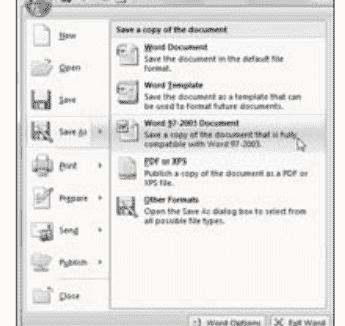 New
Open
Save
Save As
Print
Prepare
Send
Publish
Close
Save a copy of the document
Word Document
Save the document in the default file
format.
Word Template
Save the document as a template that can
be used to format future documents.
Word 97-2003 Document
Save a copy of the document that is fully
compatible with Word 97-2003.
PDF or XPS
Publish a copy of the document as a PDF or
XPS file.
Other Formats
Open the Save As dialog box to select from
all possible file types.
Word Options
Exit Word